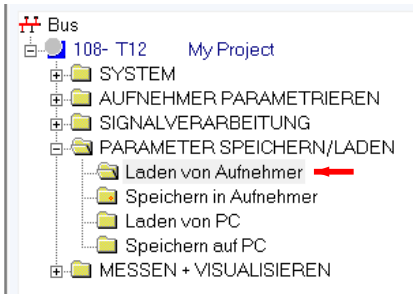 Bus
108- T12 My Project
SYSTEM
AUFNEHMER PARAMETRIEREN
SIGNALVERARBEITUNG
PARAMETER SPEICHERN/LADEN
Laden von Aufnehmer
Speichern in Aufnehmer
Laden von PC
Speichern auf PC
MESSEN + VISUALISIEREN